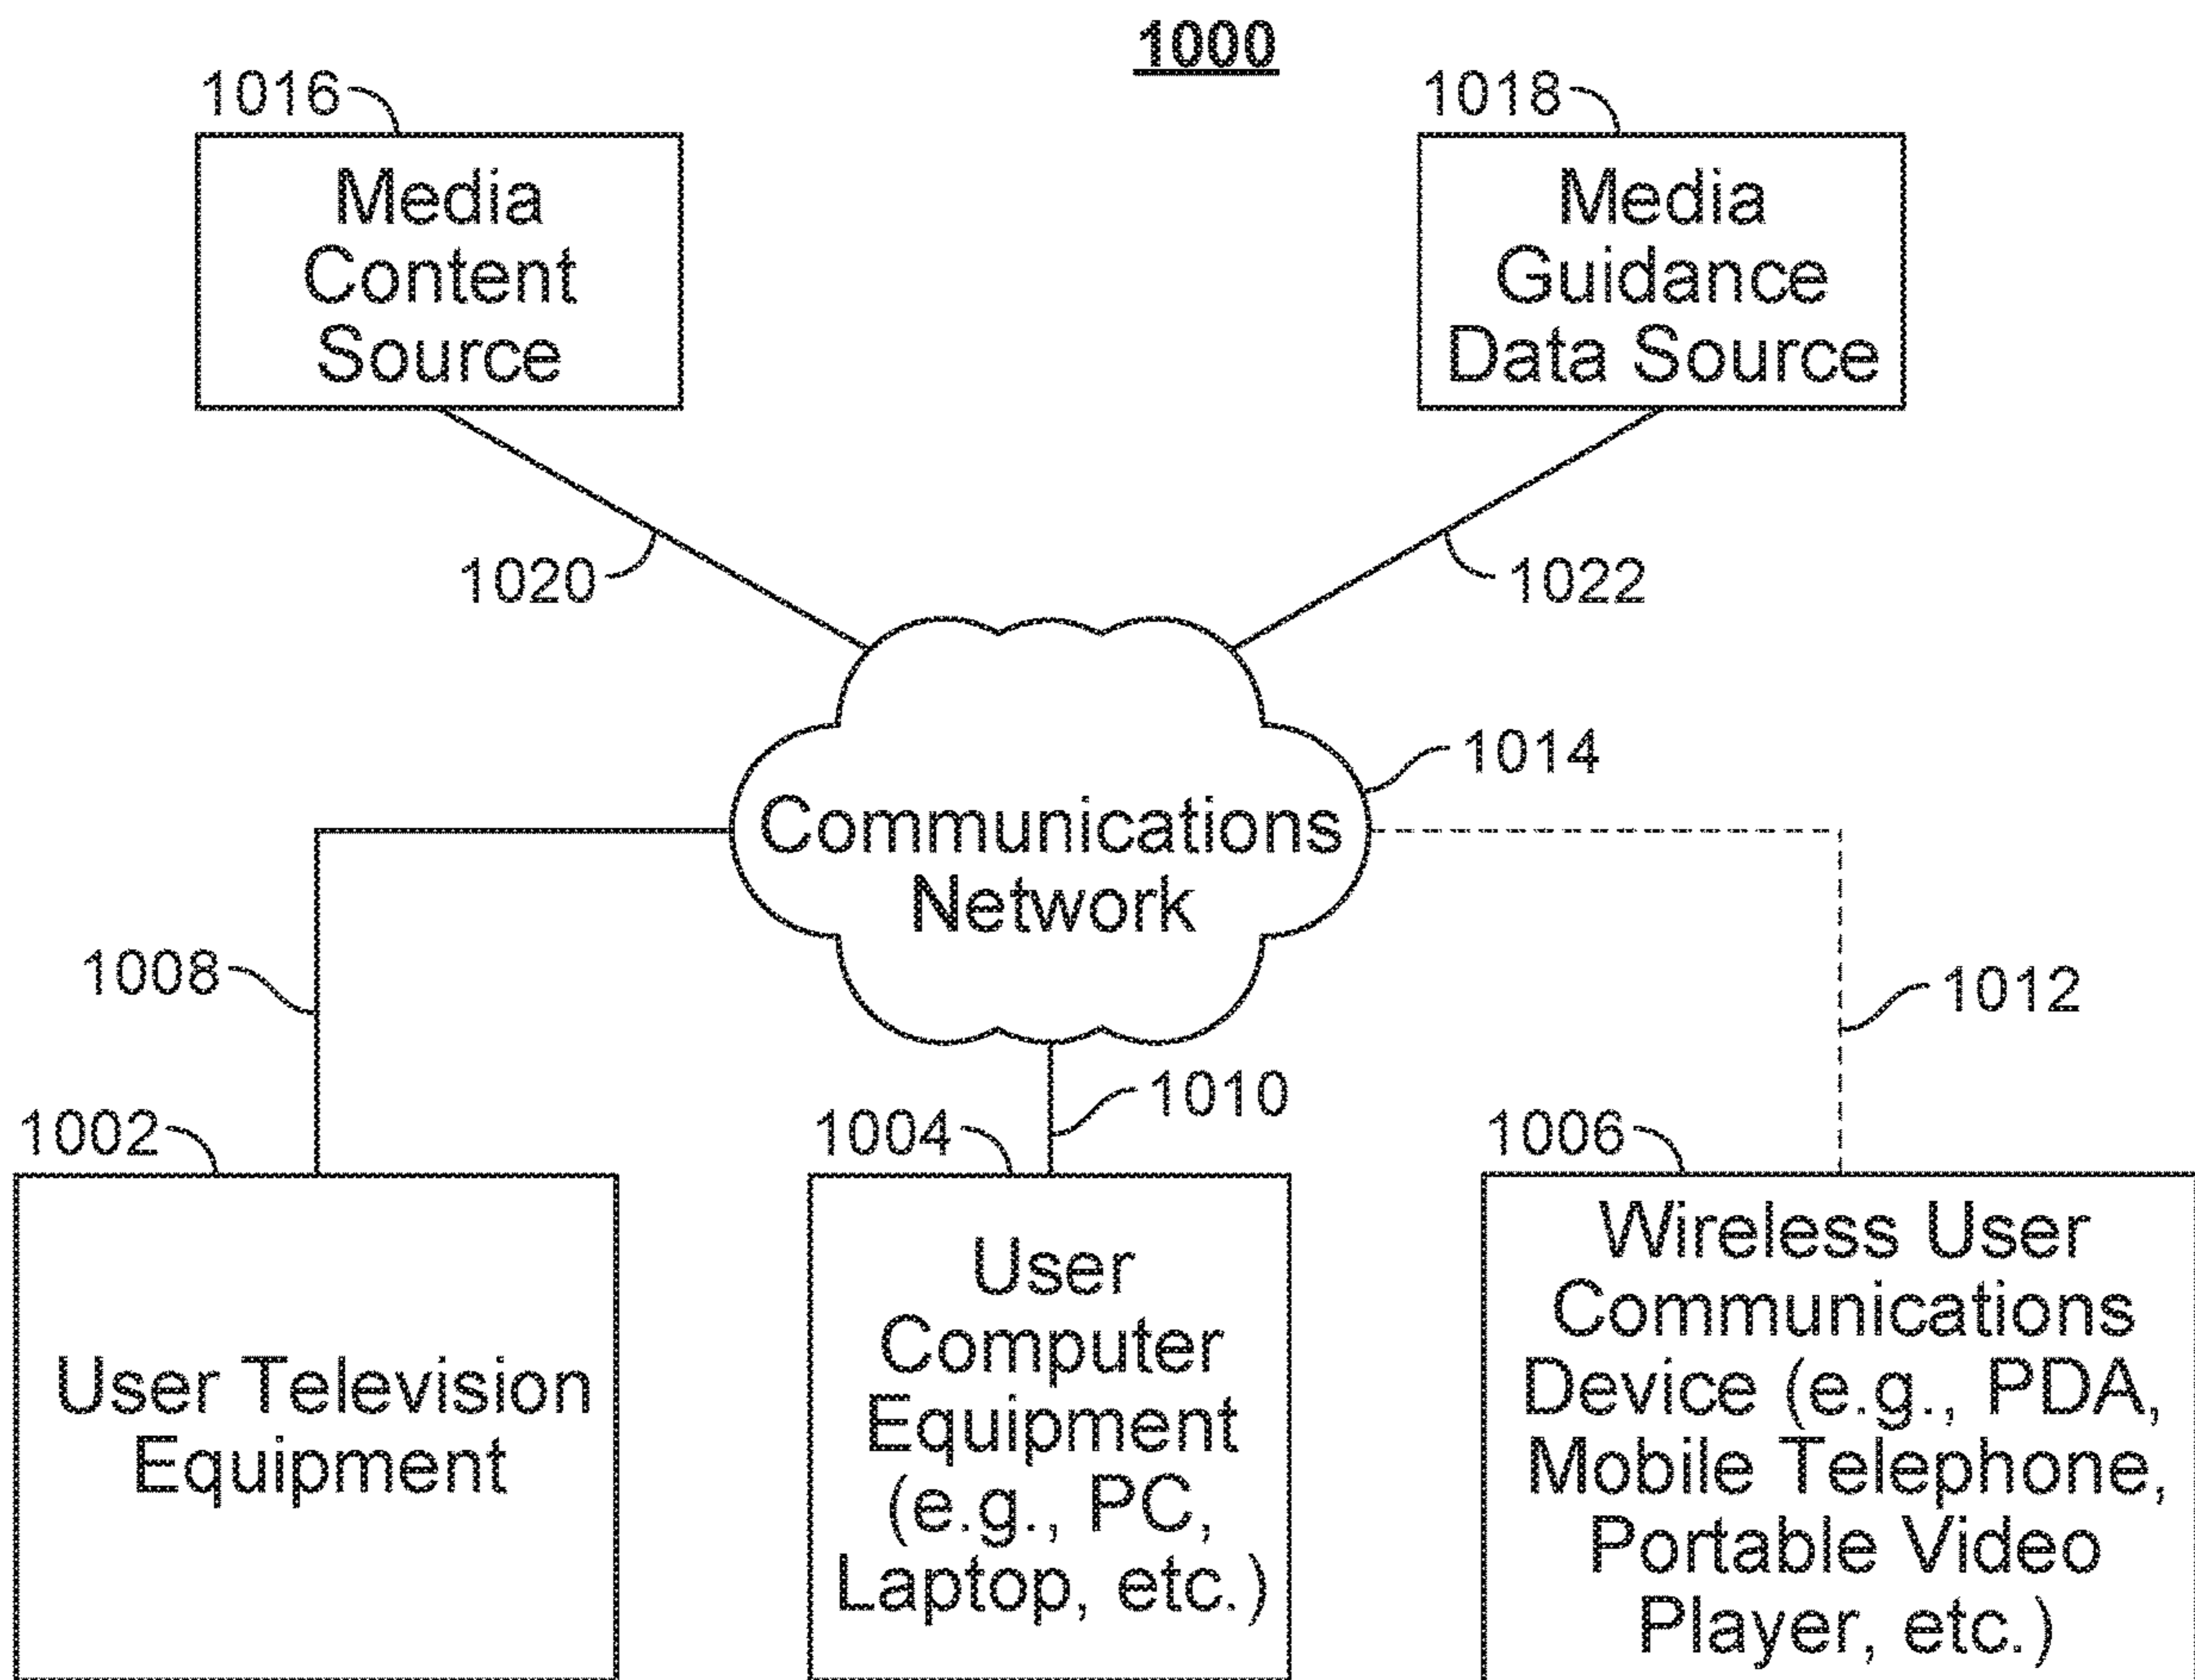 1000
1016
Media
Content
Source
1018
Media
Guidance
Data Source
1020
1022
1014
Communications
Network
1008
1012
1010
1002
User Television
Equipment
1004
User
Computer
Equipment
(e.g., PC,
Laptop, etc.)
1006
Wireless User
Communications
Device (e.g., PDA,
Mobile Telephone,
Portable Video
Player, etc.)